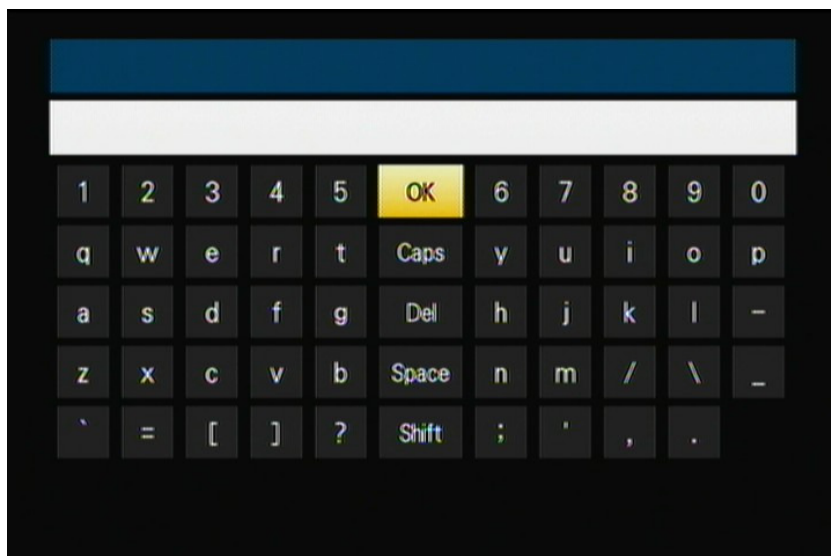 1 2 3 4 5 OK 6 7 8 9 0
q w e r t Caps y u i o p
a s d f g Del h j k l -
z x c v b Space n m / \ _
` = [ ] ? Shift ; ' , .